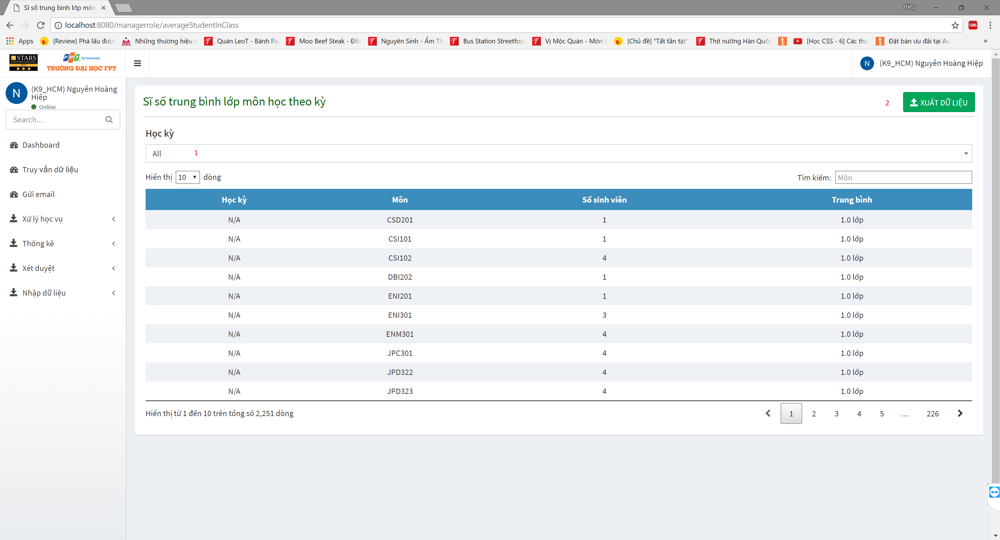 Sĩ số trung bình lớp môn
Hiệp
localhost:8080/managerrole/averageStudentInClass
CORS
Apps [Review] Phá lấu đượ Những thương hiệu Quán LeoT - Bánh Moo Beef Steak - Nguyên Sinh - Ẩm Bus Station Streetfoo Vị Mộc Quán - Món [Chủ đề] “Tất tần tật” Thịt nướng Hàn Quốc [Học CSS - 6] Các Đặt bàn ưu đãi tại
STARS
RATED FOR EXCELLENCE
2012
FPT Fpt University
TRƯỜNG ĐẠI HỌC FPT
N (K9_HCM) Nguyễn Hoàng Hiệp
N (K9_HCM) Nguyễn Hoàng
Hiệp
Online
Search...
Dashboard
Truy vấn dữ liệu
Gửi email
Xử lý học vụ
Thống kê
Xét duyệt
Nhập dữ liệu
Sĩ số trung bình lớp môn học theo kỳ
2 XUẤT DỮ LIỆU
Học kỳ
All 1
Hiển thị 10 dòng
Tìm kiếm: Môn
Học kỳ Môn Số sinh viên Trung bình
N/A CSD201 1 1.0 lớp
N/A CSI101 1 1.0 lớp
N/A CSI102 4 1.0 lớp
N/A DBI202 1 1.0 lớp
N/A ENI201 1 1.0 lớp
N/A ENI301 3 1.0 lớp
N/A ENM301 4 1.0 lớp
N/A JPC301 4 1.0 lớp
N/A JPD322 4 1.0 lớp
N/A JPD323 4 1.0 lớp
Hiển thị từ 1 đến 10 trên tổng số 2,251 dòng
1 2 3 4 5 ... 226